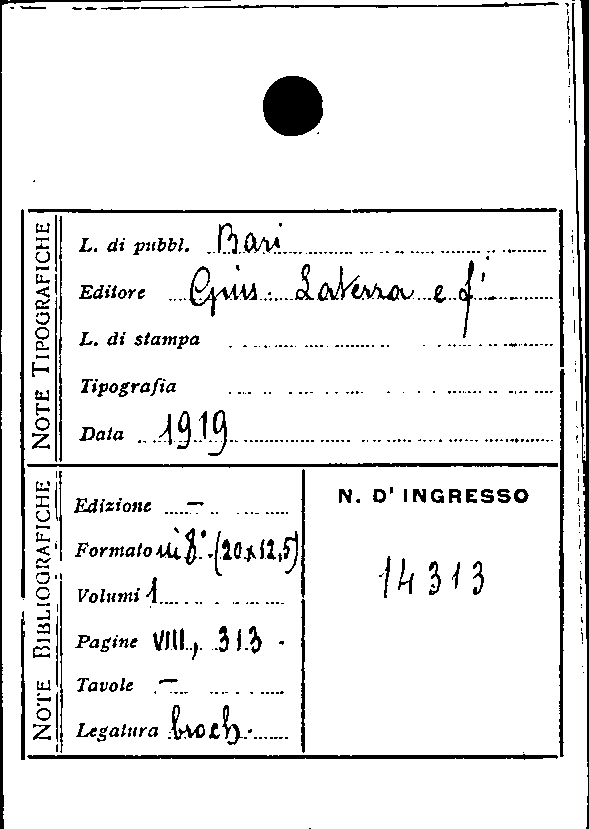 NOTE TIPOGRAFICHE
L. di pubbl. Bari
Editore Gius. Laterza e f.i
L. di stampa
Tipografia
Data 1919
NOTE BIBLIOGRAFICHE
Edizione —
Formato in 8°. (20x12,5)
Volumi 1
Pagine VIII, 313 -
Tavole —
Legatura broch.
N. D' INGRESSO
14313